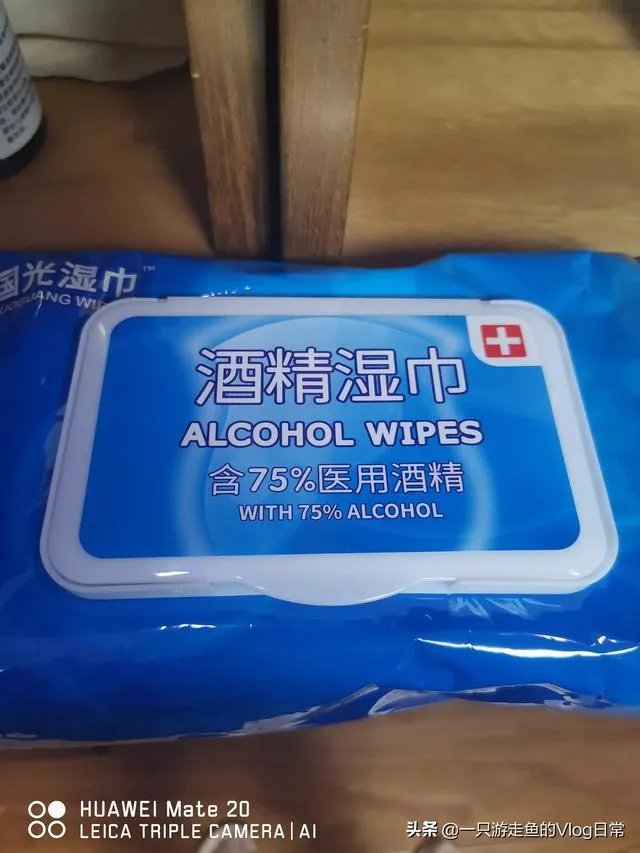 国光湿巾™
酒精湿巾
ALCOHOL WIPES
含75%医用酒精
WITH 75% ALCOHOL
HUAWEI Mate 20
LEICA TRIPLE CAMERA | AI
头条 @一只游走鱼的Vlog日常